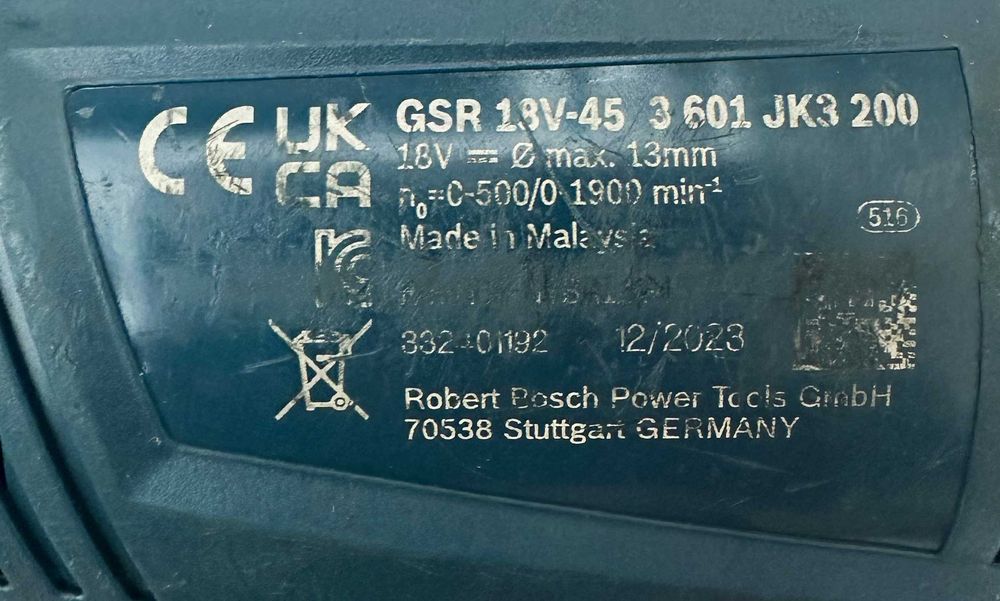 CE UK CA
GSR 18V-45 3 601 JK3 200
18V ⎓ Ø max. 13mm
n₀=0-500/0-1900 min⁻¹
516
Made in Malaysia
12/2023
Robert Bosch Power Tools GmbH
70538 Stuttgart GERMANY